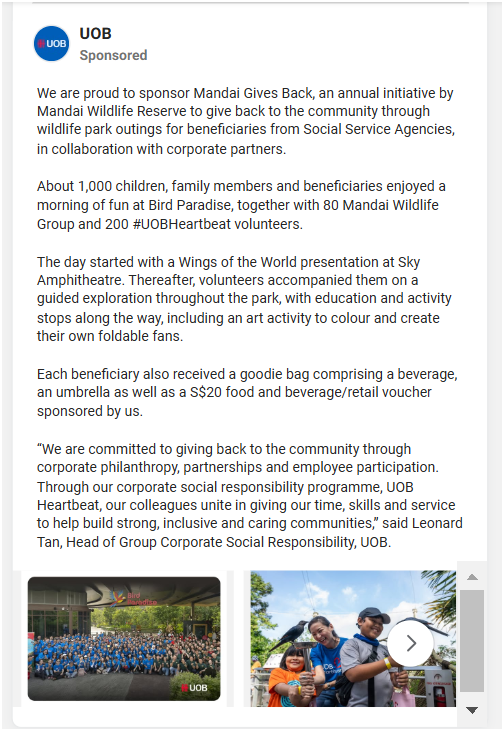 UOB
UOB
Sponsored
We are proud to sponsor Mandai Gives Back, an annual initiative by
Mandai Wildlife Reserve to give back to the community through
wildlife park outings for beneficiaries from Social Service Agencies,
in collaboration with corporate partners.
About 1,000 children, family members and beneficiaries enjoyed a
morning of fun at Bird Paradise, together with 80 Mandai Wildlife
Group and 200 #UOBHeartbeat volunteers.
The day started with a Wings of the World presentation at Sky
Amphitheatre. Thereafter, volunteers accompanied them on a
guided exploration throughout the park, with education and activity
stops along the way, including an art activity to colour and create
their own foldable fans.
Each beneficiary also received a goodie bag comprising a beverage,
an umbrella as well as a S$20 food and beverage/retail voucher
sponsored by us.
“We are committed to giving back to the community through
corporate philanthropy, partnerships and employee participation.
Through our corporate social responsibility programme, UOB
Heartbeat, our colleagues unite in giving our time, skills and service
to help build strong, inclusive and caring communities,” said Leonard
Tan, Head of Group Corporate Social Responsibility, UOB.
Bird
UOB